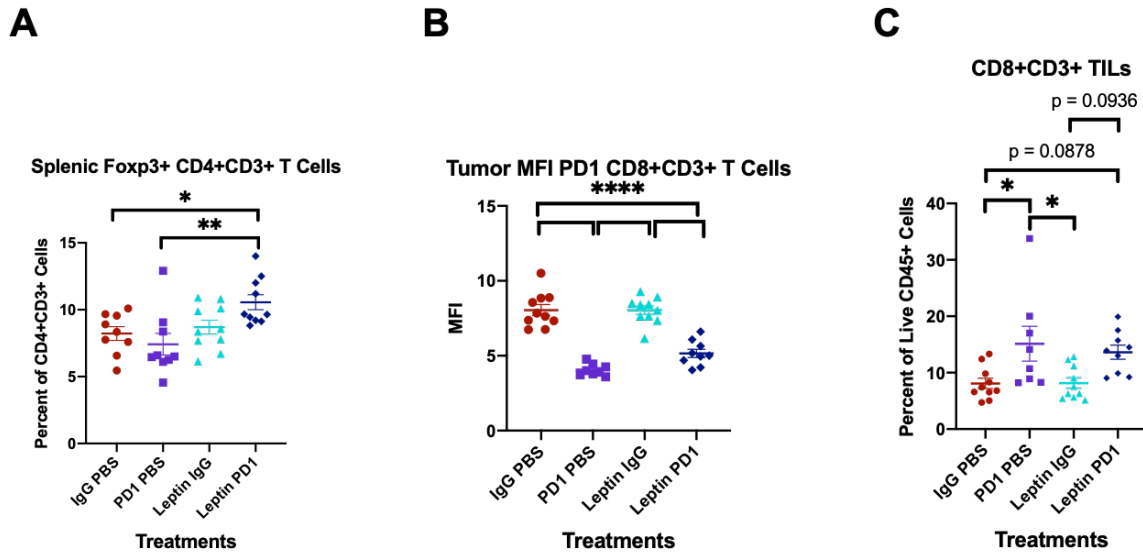 A
Splenic Foxp3+ CD4+CD3+ T Cells
*
**
Percent of CD4+CD3+ Cells
15
10
5
0
IgG PBS
PD1 PBS
Leptin IgG
Leptin PD1
Treatments
B
Tumor MFI PD1 CD8+CD3+ T Cells
****
MFI
15
10
5
0
IgG PBS
PD1 PBS
Leptin IgG
Leptin PD1
Treatments
C
CD8+CD3+ TILs
p = 0.0936
p = 0.0878
*
*
Percent of Live CD45+ Cells
40
30
20
10
0
IgG PBS
PD1 PBS
Leptin IgG
Leptin PD1
Treatments